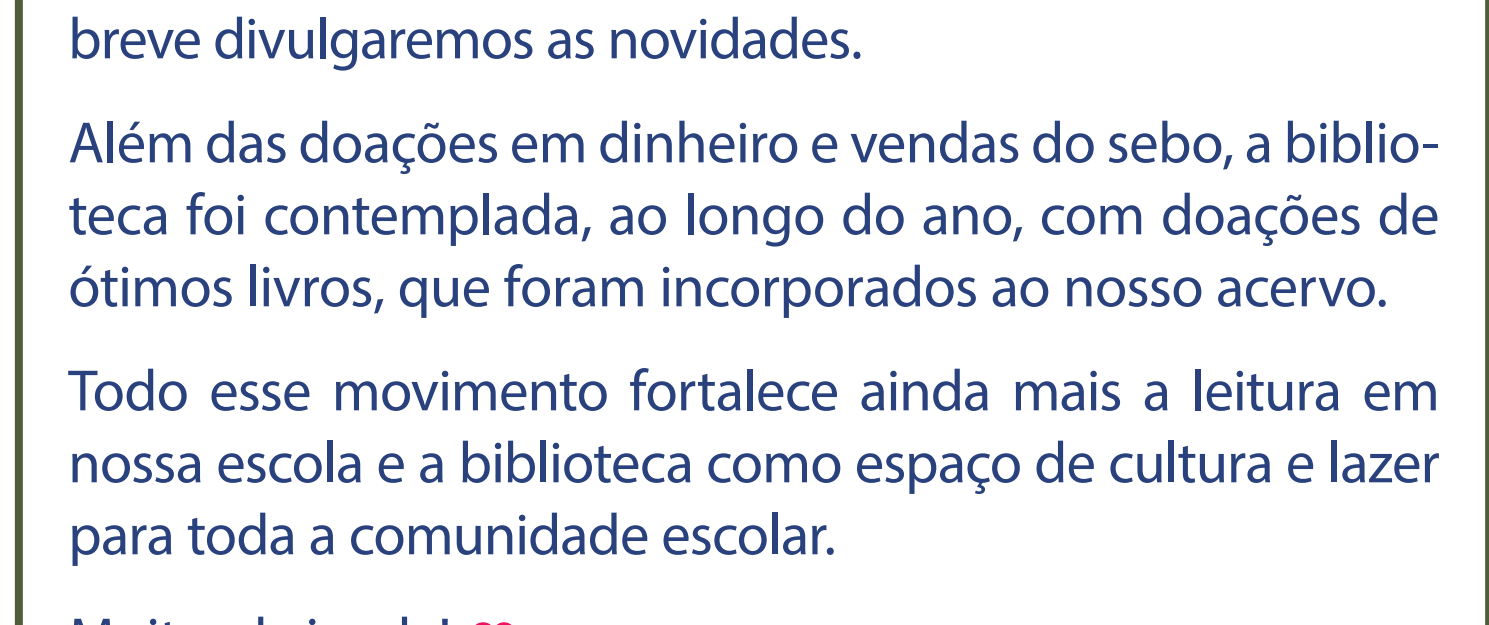 breve divulgaremos as novidades.
Além das doações em dinheiro e vendas do sebo, a biblio-
teca foi contemplada, ao longo do ano, com doações de
ótimos livros, que foram incorporados ao nosso acervo.
Todo esse movimento fortalece ainda mais a leitura em
nossa escola e a biblioteca como espaço de cultura e lazer
para toda a comunidade escolar.